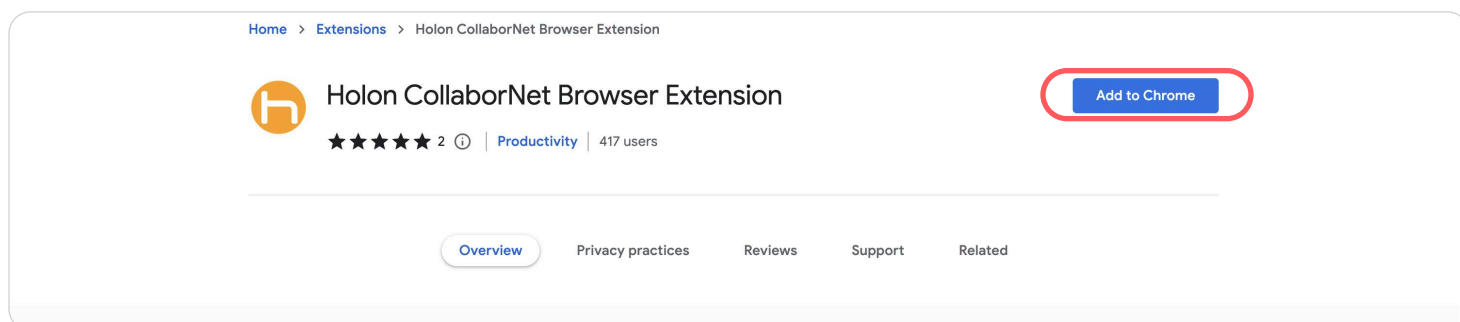 Home > Extensions > Holon CollaborNet Browser Extension
Holon CollaborNet Browser Extension
Add to Chrome
2 | Productivity | 417 users
Overview Privacy practices Reviews Support Related